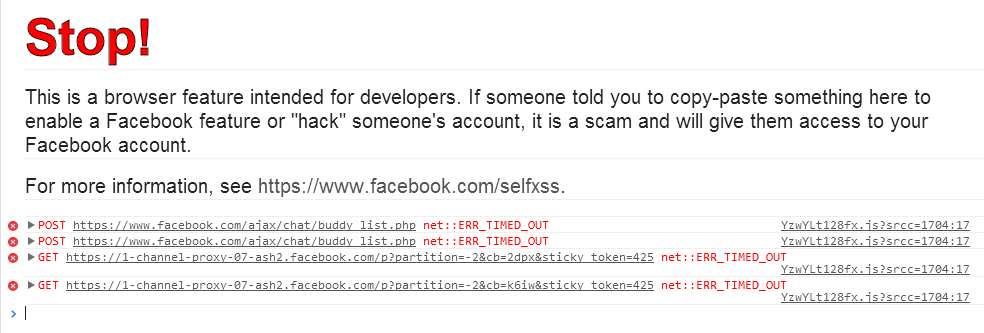 Stop!
This is a browser feature intended for developers. If someone told you to copy-paste something here to
enable a Facebook feature or "hack" someone's account, it is a scam and will give them access to your
Facebook account.
For more information, see https://www.facebook.com/selfxss.
POST https://www.facebook.com/ajax/chat/buddy_list.php net::ERR_TIMED_OUT YzwYLt128fx.js?srcc=1704:17
POST https://www.facebook.com/ajax/chat/buddy_list.php net::ERR_TIMED_OUT YzwYLt128fx.js?srcc=1704:17
GET https://1-channel-proxy-07-ash2.facebook.com/p?partition=-2&cb=2dpx&sticky_token=425 net::ERR_TIMED_OUT
YzwYLt128fx.js?srcc=1704:17
GET https://1-channel-proxy-07-ash2.facebook.com/p?partition=-2&cb=k6iw&sticky_token=425 net::ERR_TIMED_OUT
YzwYLt128fx.js?srcc=1704:17